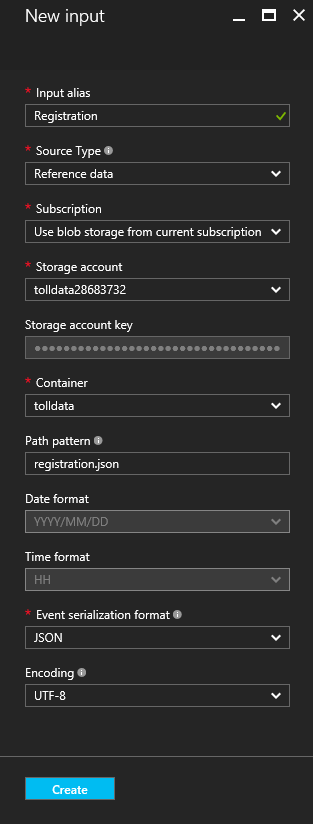 New input
* Input alias
Registration
* Source Type
Reference data
* Subscription
Use blob storage from current subscription
* Storage account
tolldata28683732
Storage account key
••••••••••••••••••••••••••••••••••
* Container
tolldata
Path pattern
registration.json
Date format
YYYY/MM/DD
Time format
HH
* Event serialization format
JSON
Encoding
UTF-8
Create